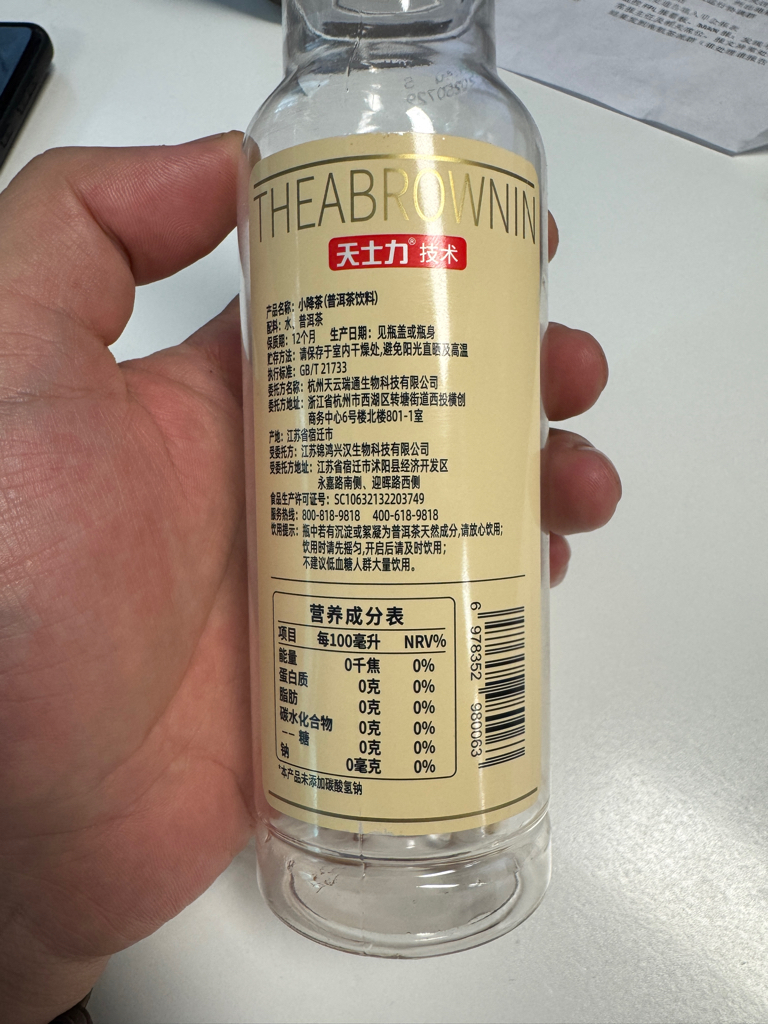 20250729
THEABROWNIN
天士力® 技术
产品名称：小降茶(普洱茶饮料)
配料：水、普洱茶
保质期：12个月 生产日期：见瓶盖或瓶身
贮存方法：请保存于室内干燥处,避免阳光直晒及高温
执行标准：GB/T 21733
委托方名称：杭州天云瑞通生物科技有限公司
委托方地址：浙江省杭州市西湖区转塘街道西投横创
商务中心6号楼北楼801-1室
产地：江苏省宿迁市
受委托方：江苏锦鸿兴汉生物科技有限公司
受委托方地址：江苏省宿迁市沭阳县经济开发区
永嘉路南侧、迎晖路西侧
食品生产许可证号：SC10632132203749
服务热线：800-818-9818 400-618-9818
饮用提示：瓶中若有沉淀或絮凝为普洱茶天然成分,请放心饮用;
饮用时请先摇匀,开启后请及时饮用;
不建议低血糖人群大量饮用。
营养成分表
项目 每100毫升 NRV%
能量 0千焦 0%
蛋白质 0克 0%
脂肪 0克 0%
碳水化合物 0克 0%
—— 糖 0克 0%
钠 0毫克 0%
*本产品未添加碳酸氢钠
6 978352 980063